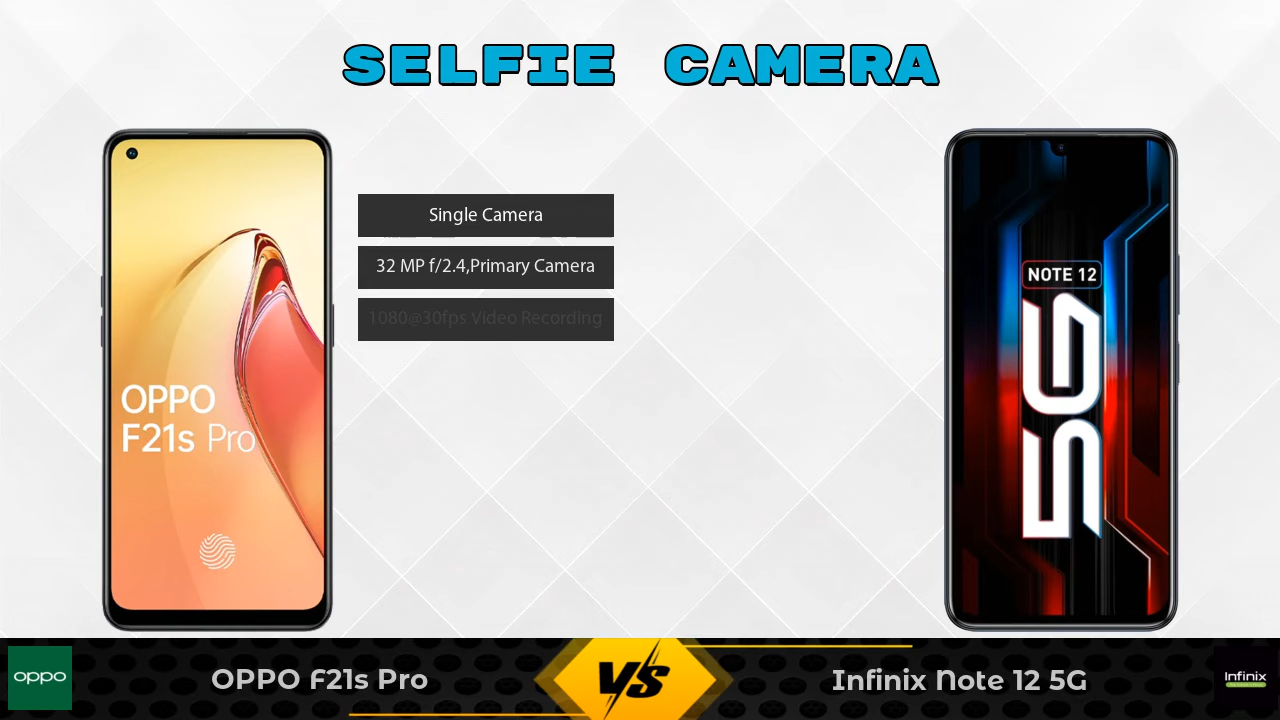 SELFIE CAMERA
Single Camera
32 MP f/2.4,Primary Camera
1080@30fps Video Recording
OPPO
F21s Pro
NOTE 12
5G
oppo
OPPO F21s Pro
VS
Infinix Note 12 5G
Infinix